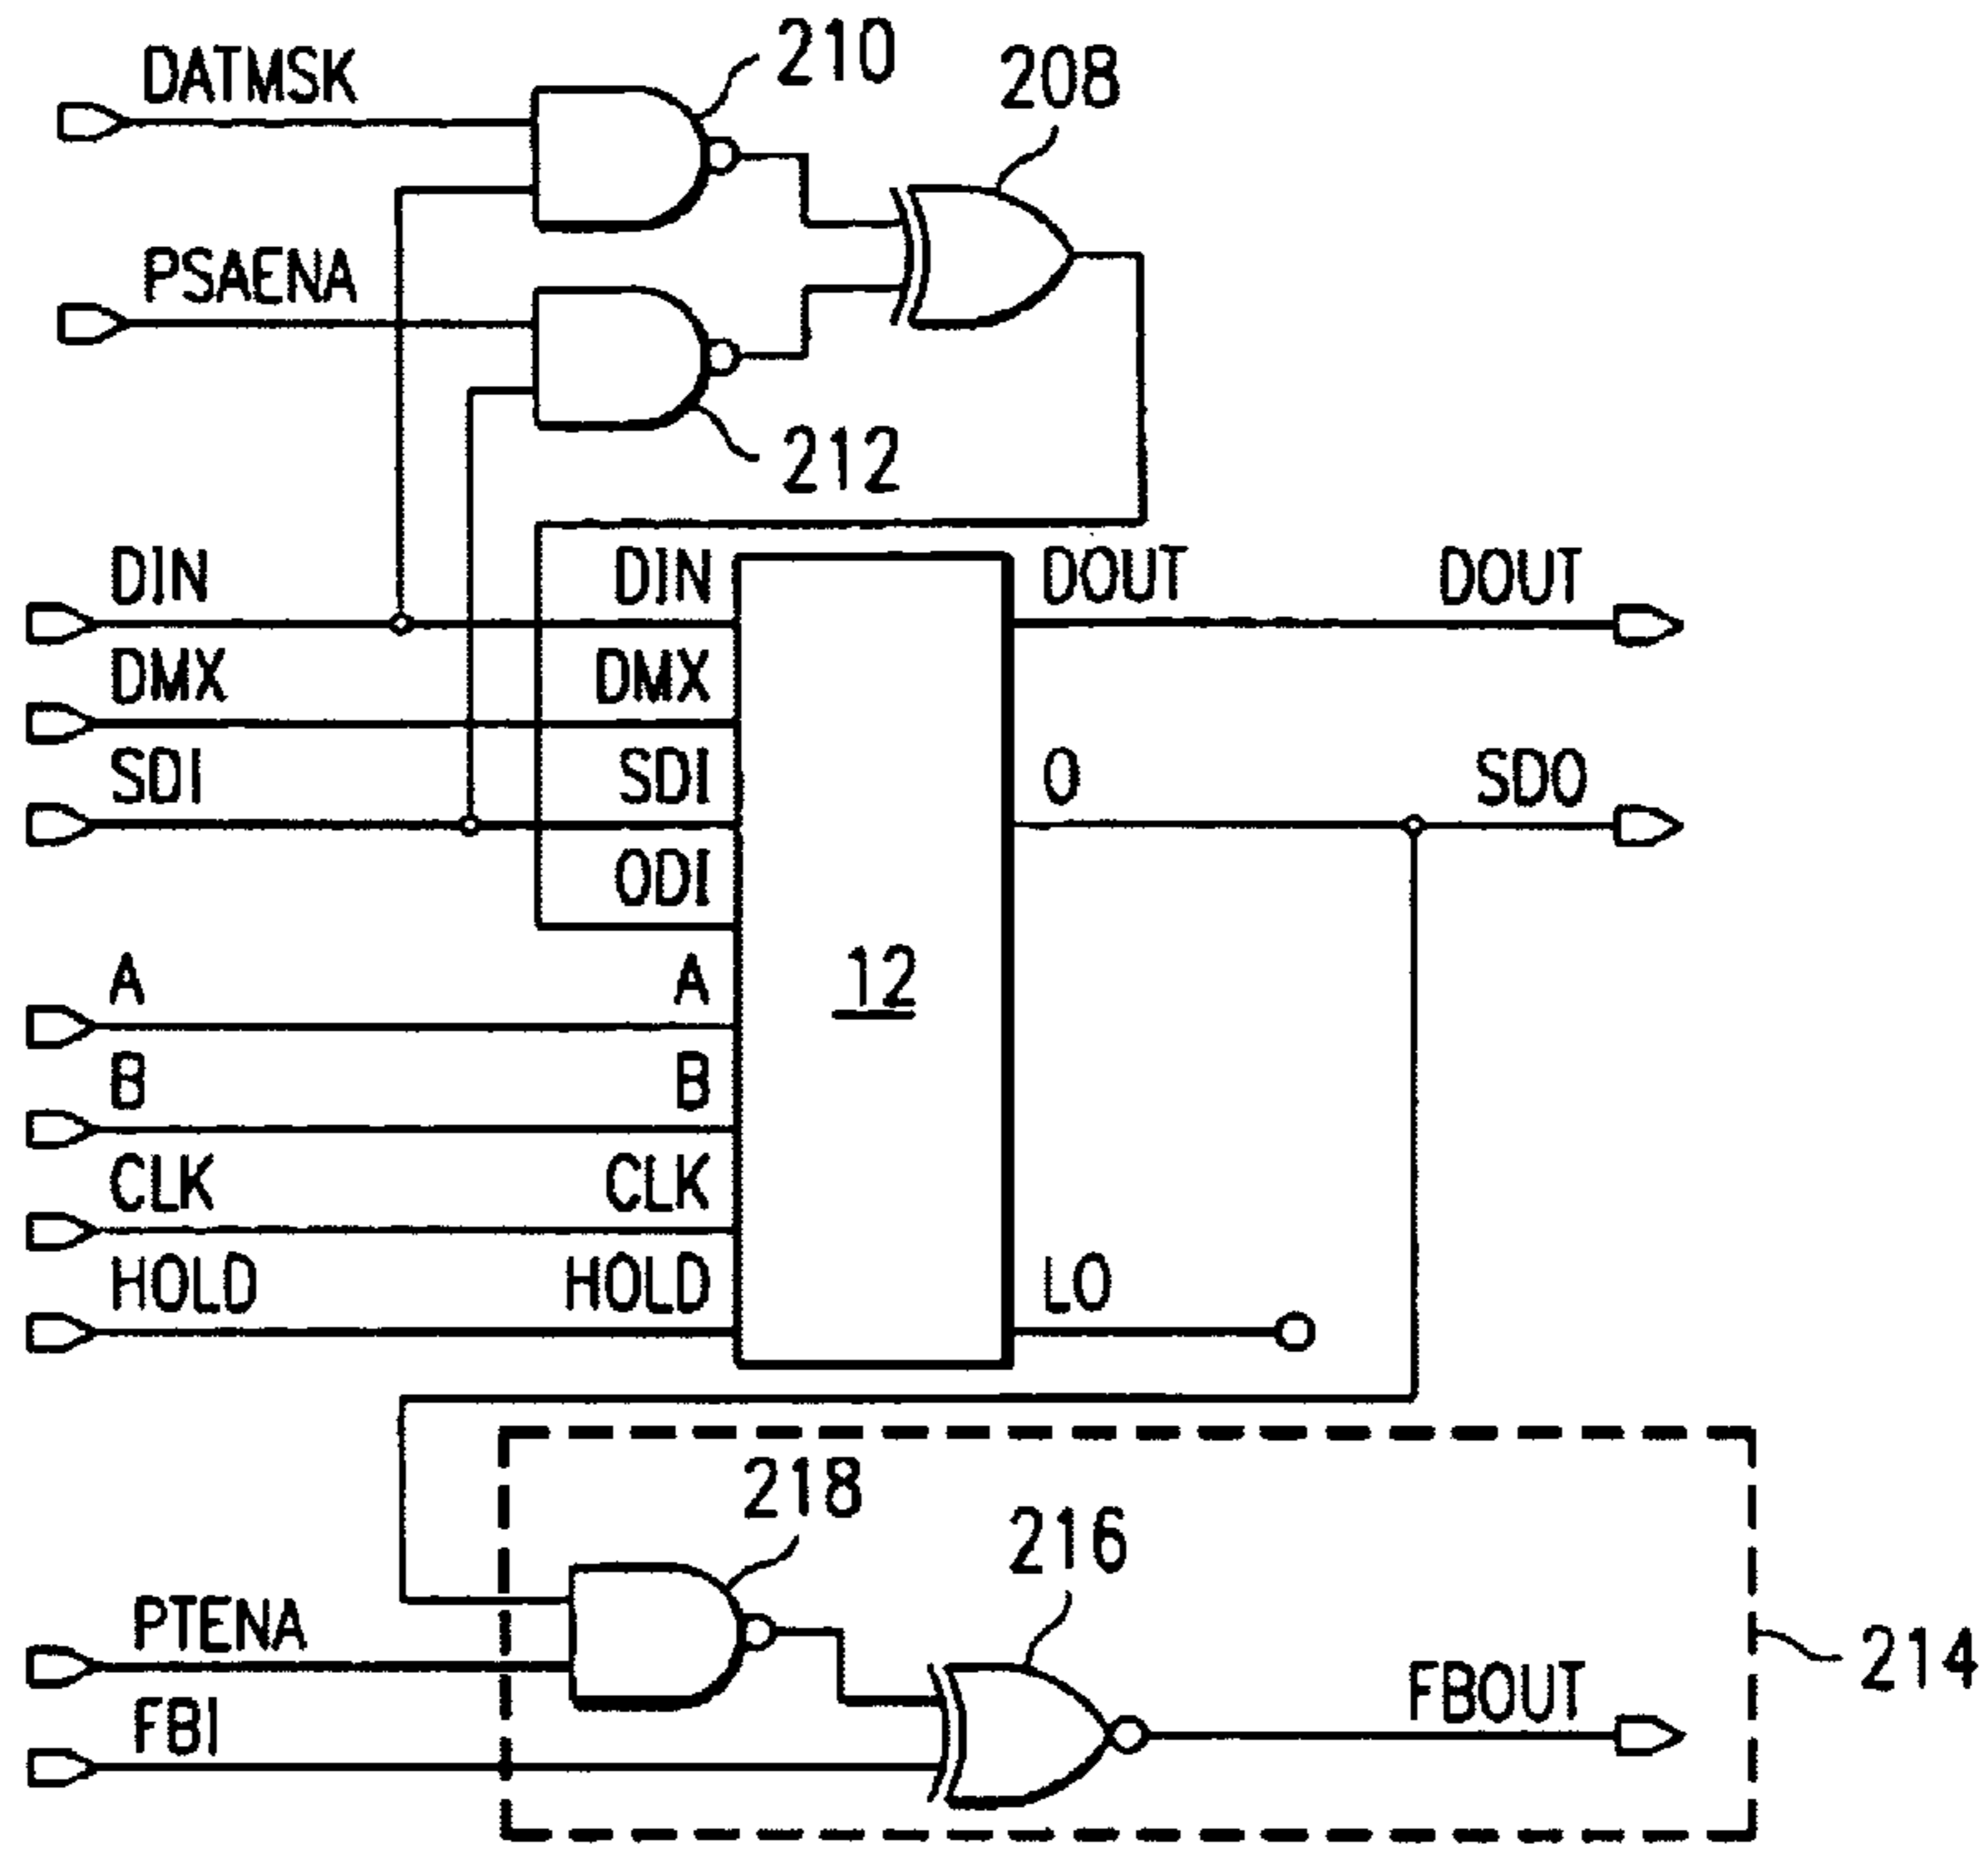 210
208
DATMSK
PSAENA
212
DIN DIN DOUT DOUT
DMX DMX
SDI SDI O SDO
ODI
12
A A
B B
CLK CLK
HOLD HOLD LO
218
216
PTENA
214
FBI
FBOUT